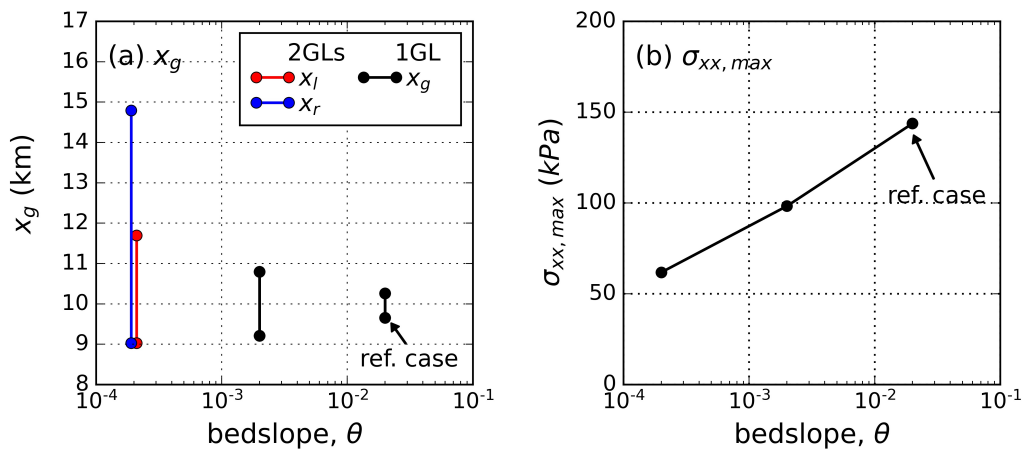 (a) x_g
2GLs 1GL
x_l x_g
x_r
17
16
15
14
13
12
11
10
9
8
x_g (km)
ref. case
10^-4 10^-3 10^-2 10^-1
bedslope, θ
(b) σ_xx,max
200
150
100
50
0
σ_xx,max (kPa)
ref. case
10^-4 10^-3 10^-2 10^-1
bedslope, θ